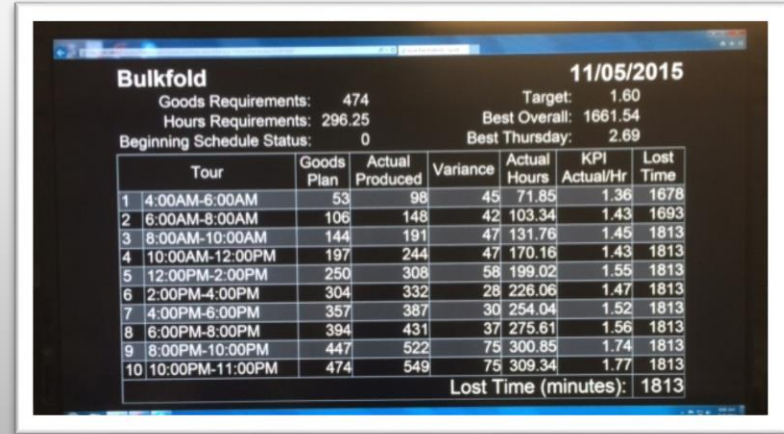 Bulkfold 11/05/2015
Goods Requirements: 474 Target: 1.60
Hours Requirements: 296.25 Best Overall: 1661.54
Beginning Schedule Status: 0 Best Thursday: 2.69
Tour Goods Plan Actual Produced Variance Actual Hours KPI Actual/Hr Lost Time
1 4:00AM-6:00AM 53 98 45 71.85 1.36 1678
2 6:00AM-8:00AM 106 148 42 103.34 1.43 1693
3 8:00AM-10:00AM 144 191 47 131.76 1.45 1813
4 10:00AM-12:00PM 197 244 47 170.16 1.43 1813
5 12:00PM-2:00PM 250 308 58 199.02 1.55 1813
6 2:00PM-4:00PM 304 332 28 226.06 1.47 1813
7 4:00PM-6:00PM 357 387 30 254.04 1.52 1813
8 6:00PM-8:00PM 394 431 37 275.61 1.56 1813
9 8:00PM-10:00PM 447 522 75 300.85 1.74 1813
10 10:00PM-11:00PM 474 549 75 309.34 1.77 1813
Lost Time (minutes): 1813